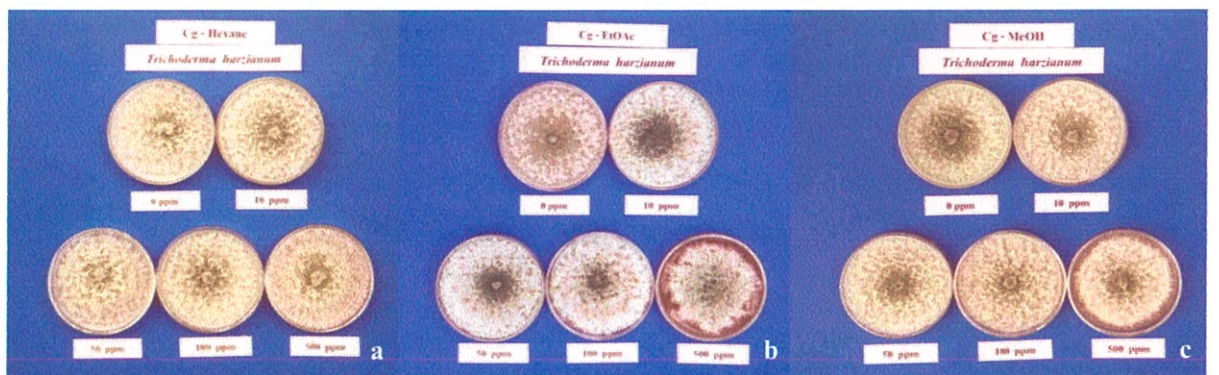 Cg - Hexane
Trichoderma harzianum
0 ppm
10 ppm
50 ppm
100 ppm
500 ppm
a
Cg - EtOAc
Trichoderma harzianum
0 ppm
10 ppm
50 ppm
100 ppm
500 ppm
b
Cg - MeOH
Trichoderma harzianum
0 ppm
10 ppm
50 ppm
100 ppm
500 ppm
c